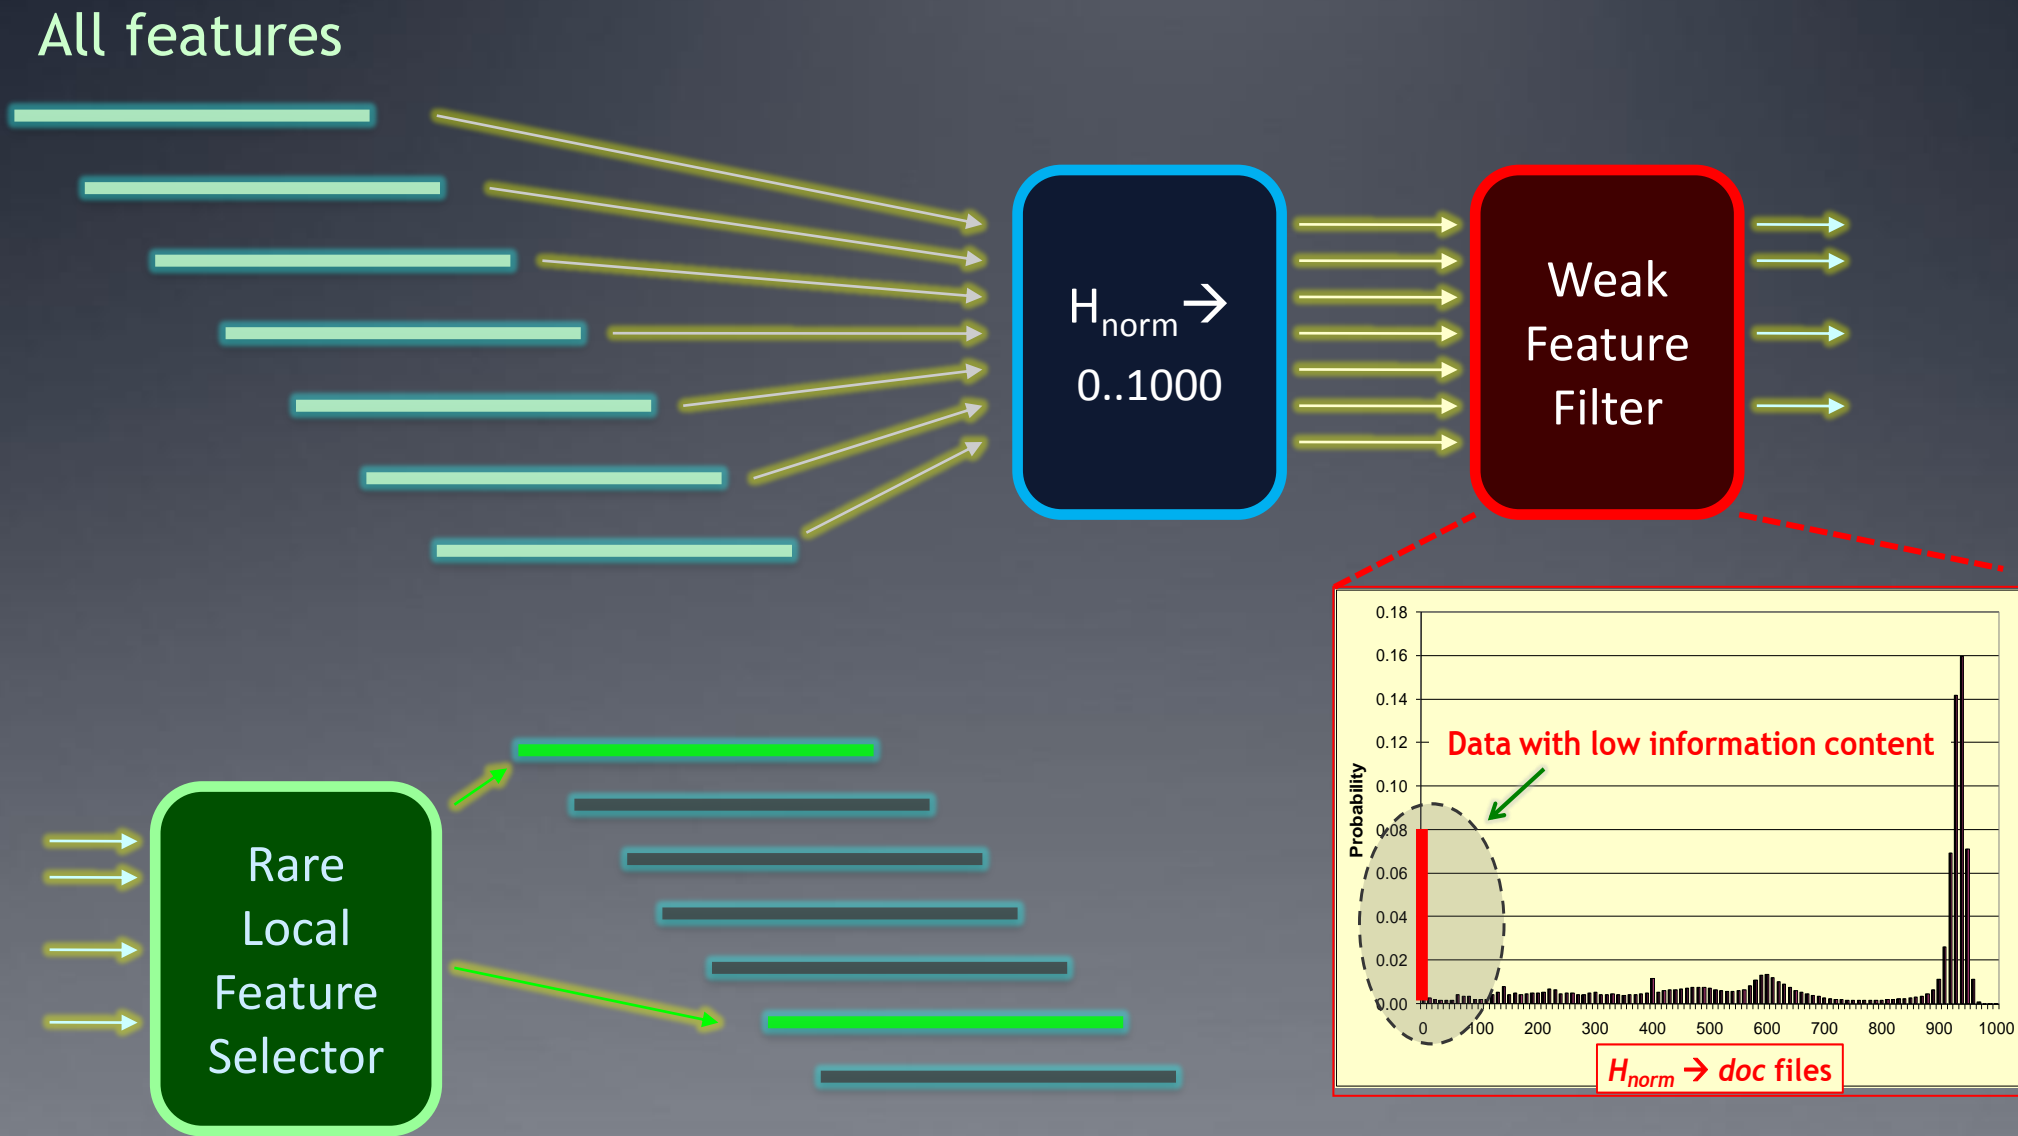 All features
H_norm → 0..1000
Weak
Feature
Filter
0.18
0.16
0.14
0.12
0.10
0.08
0.06
0.04
0.02
0.00
Probability
Data with low information content
0 100 200 300 400 500 600 700 800 900 1000
H_norm → doc files
Rare
Local
Feature
Selector